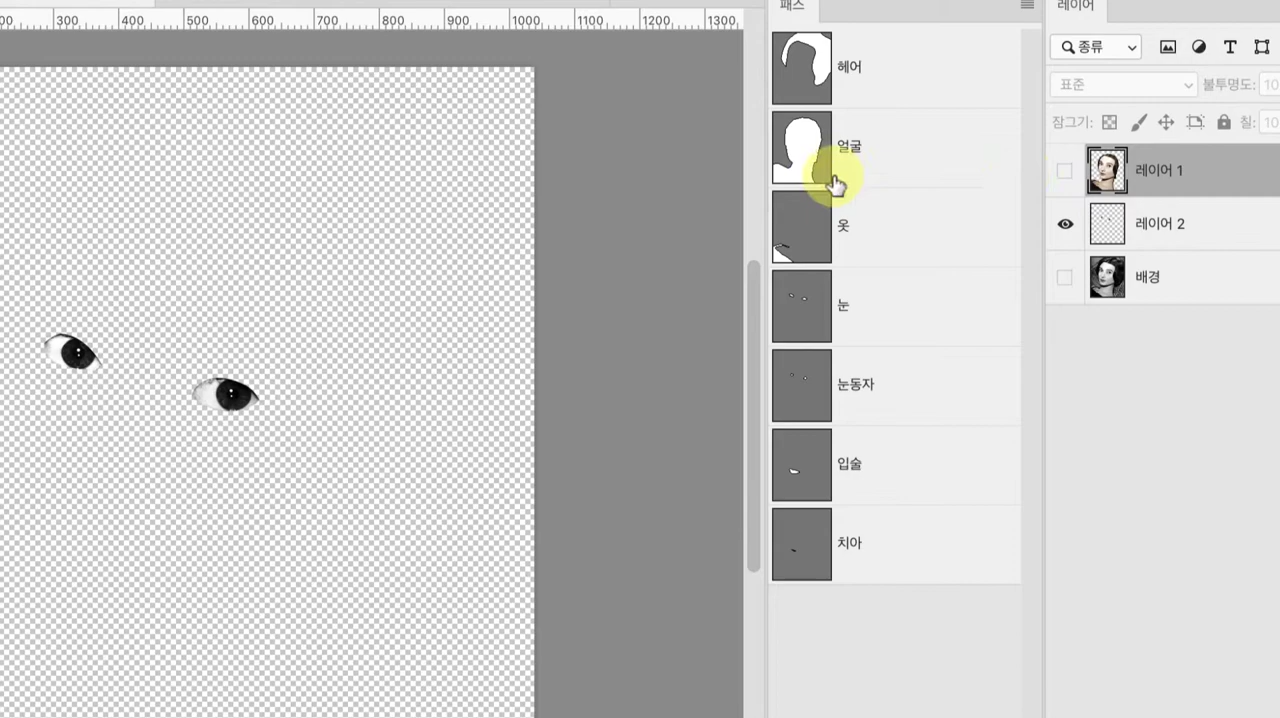 300 400 500 600 700 800 900 1000 1100 1200 1300
패스
헤어
얼굴
옷
눈
눈동자
입술
치아
레이어
종류
표준 불투명도: 10
잠그기: 칠: 10
레이어 1
레이어 2
배경